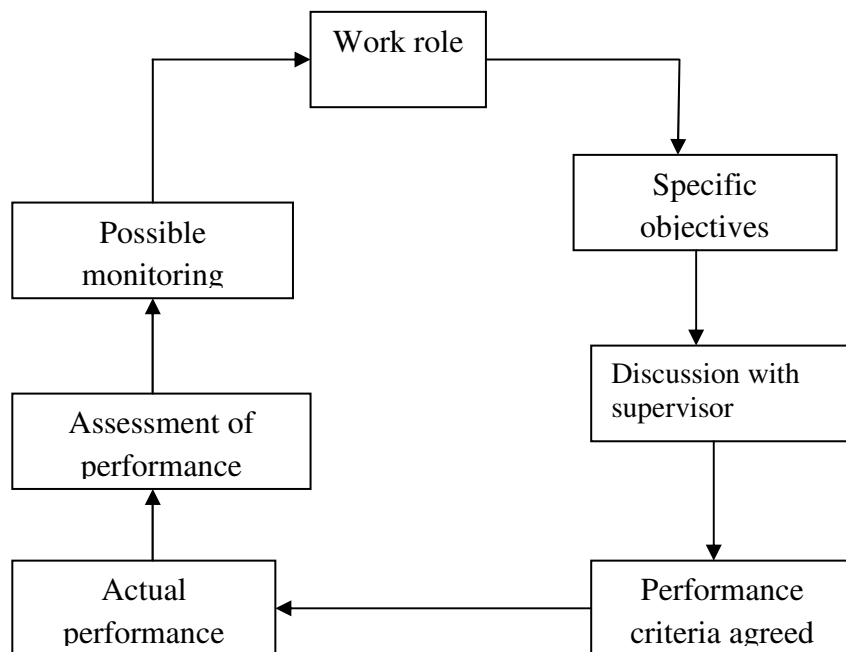 Work role
Specific
objectives
Discussion with
supervisor
Performance
criteria agreed
Actual
performance
Assessment of
performance
Possible
monitoring